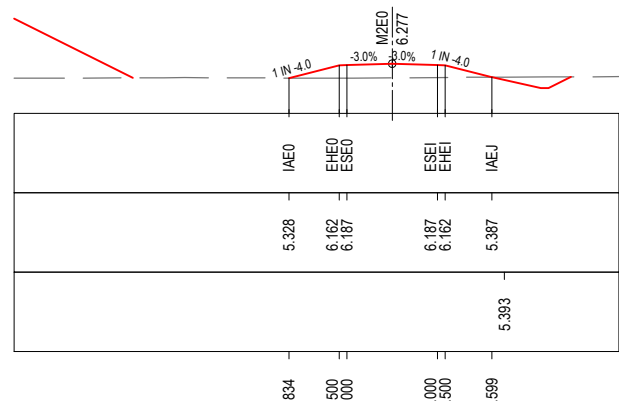 M2E0
6.277
1 IN -4.0
-3.0%
-3.0%
1 IN -4.0
IAE0
EHE0
ESE0
ESEI
EHEI
IAEJ
5.328
6.162
6.187
6.187
6.162
5.387
5.393
.834
.500
.000
.000
.500
.599